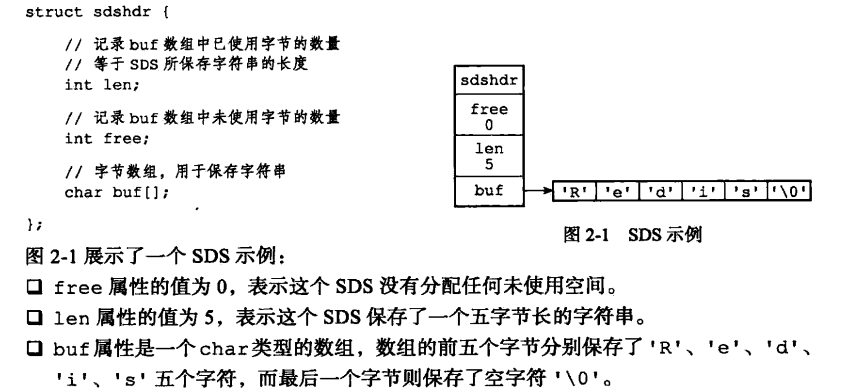 struct sdshdr {
// 记录 buf 数组中已使用字节的数量
// 等于 SDS 所保存字符串的长度
int len;
// 记录 buf 数组中未使用字节的数量
int free;
// 字节数组，用于保存字符串
char buf[];
};
sdshdr
free
0
len
5
buf
'R' 'e' 'd' 'i' 's' '\0'
图 2-1 SDS 示例
图 2-1 展示了一个 SDS 示例：
❑ free 属性的值为 0，表示这个 SDS 没有分配任何未使用空间。
❑ len 属性的值为 5，表示这个 SDS 保存了一个五字节长的字符串。
❑ buf 属性是一个 char 类型的数组，数组的前五个字节分别保存了 'R'、'e'、'd'、
'i'、's' 五个字符，而最后一个字节则保存了空字符 '\0'。